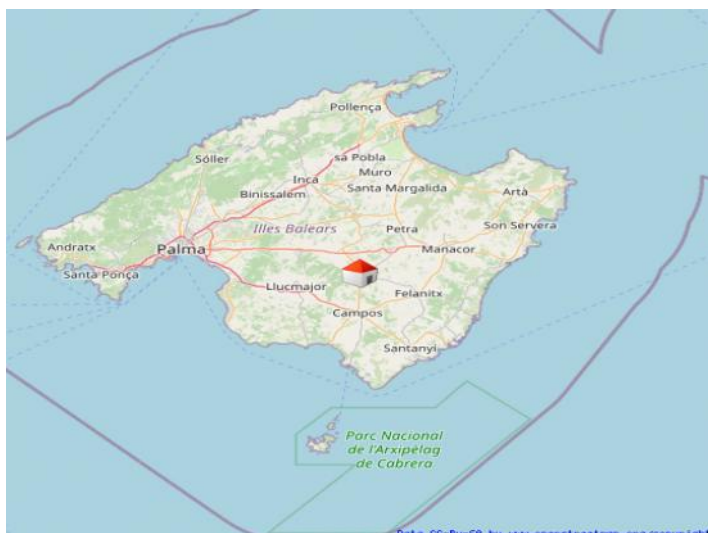 Pollença
Sóller
sa Pobla
Inca
Muro
Binissalem
Santa Margalida
Artà
Illes Balears
Petra
Son Servera
Andratx
Palma
Manacor
Santa Ponça
Llucmajor
Felanitx
Campos
Santanyí
Parc Nacional
de l'Arxipèlag
de Cabrera